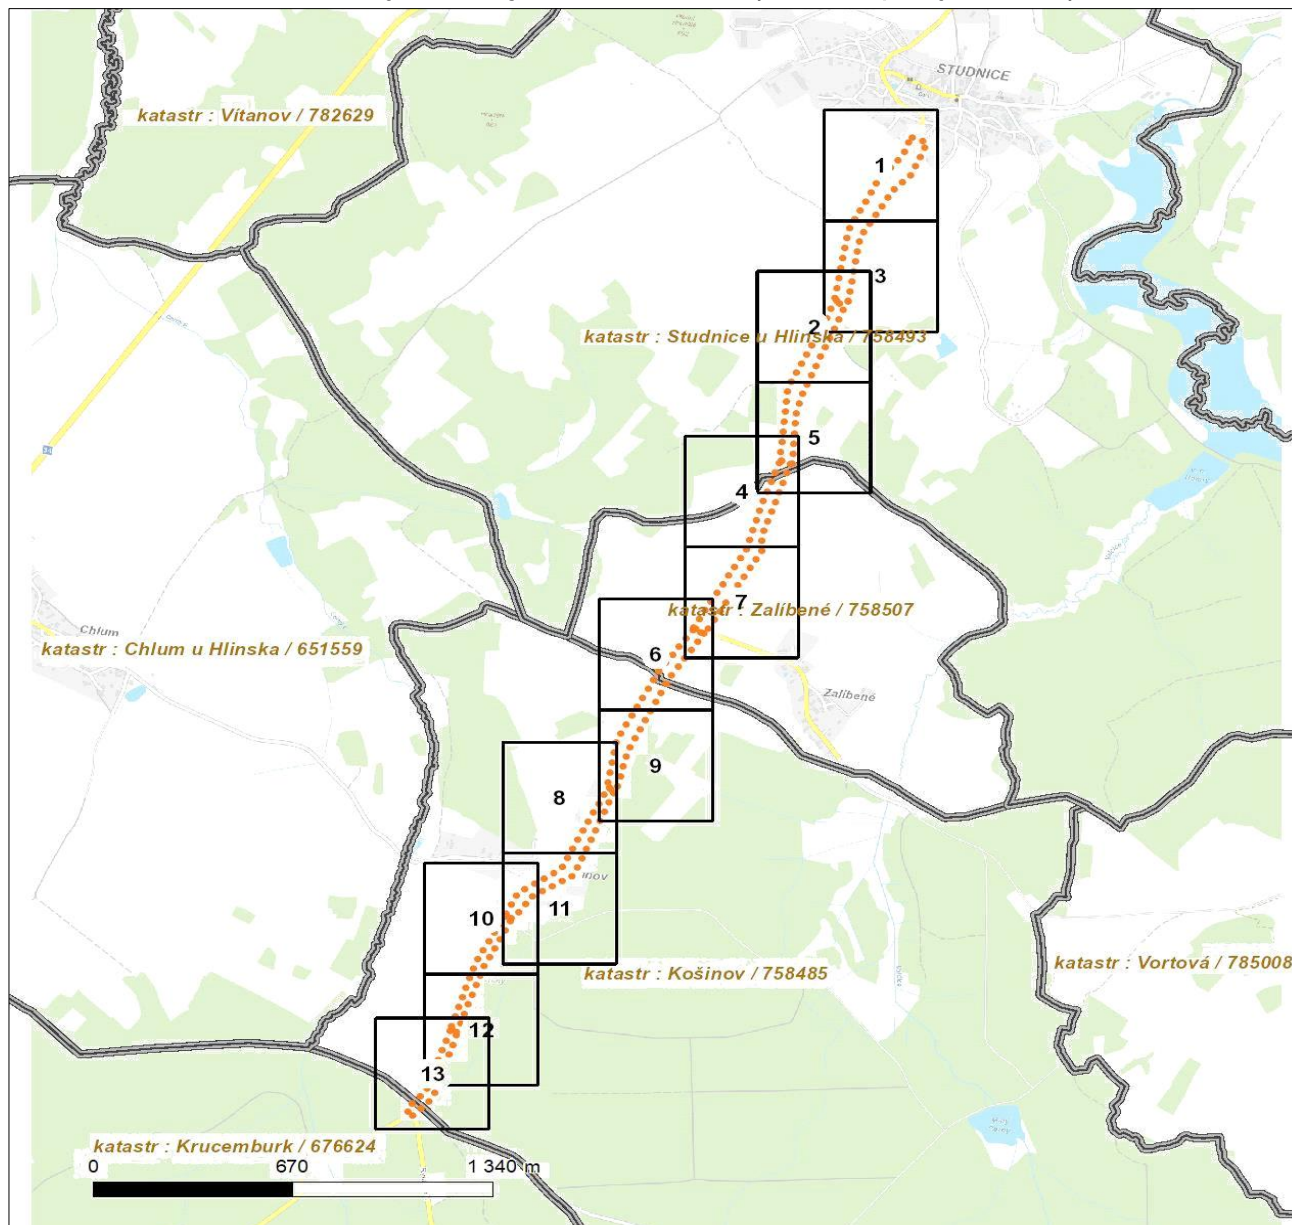 STUDNICE
katastr : Vítanov / 782629
1
3
2
katastr : Studnice u Hlinska / 758493
5
4
7
katastr : Zalíbené / 758507
Chlum
katastr : Chlum u Hlinska / 651559
6
Zalíbené
9
8
11
10
katastr : Košinov / 758485
katastr : Vortová / 785008
12
13
katastr : Krucemburk / 676624
0
670
1 340 m